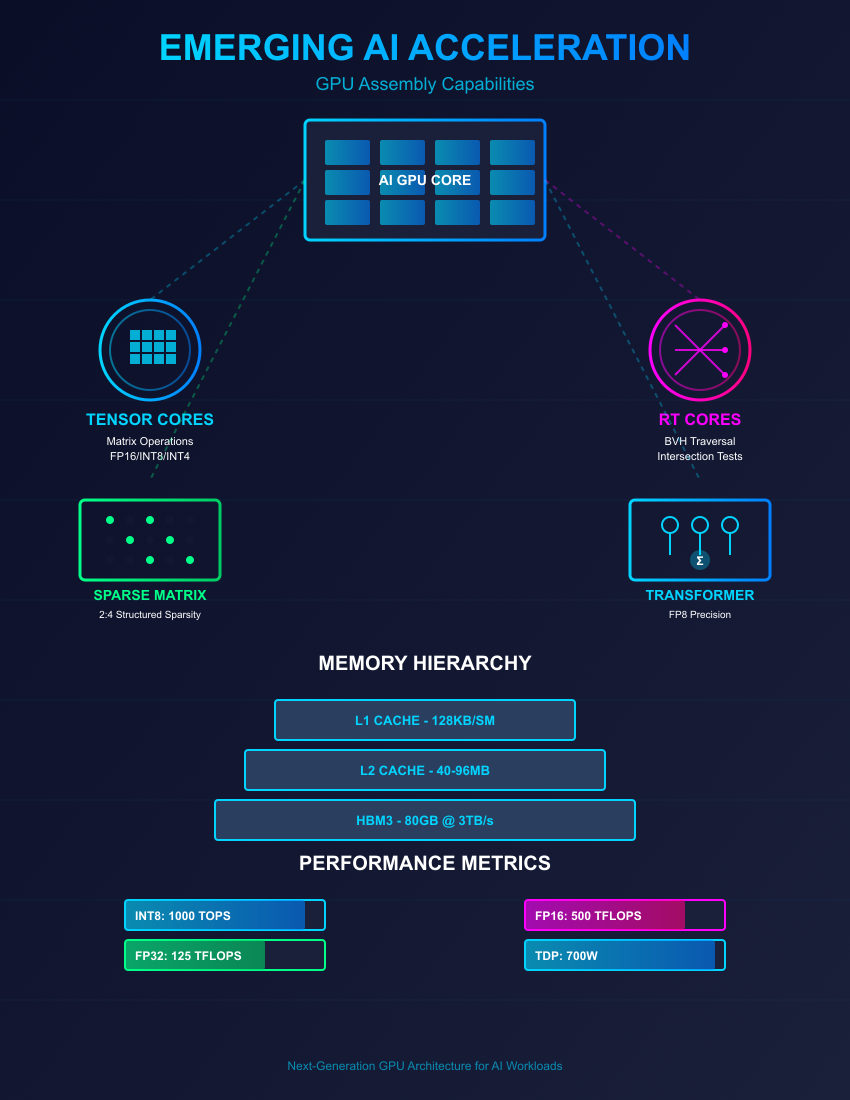 EMERGING AI ACCELERATION
GPU Assembly Capabilities
AI GPU CORE
TENSOR CORES
Matrix Operations
FP16/INT8/INT4
RT CORES
BVH Traversal
Intersection Tests
SPARSE MATRIX
2:4 Structured Sparsity
Σ
TRANSFORMER
FP8 Precision
MEMORY HIERARCHY
L1 CACHE - 128KB/SM
L2 CACHE - 40-96MB
HBM3 - 80GB @ 3TB/s
PERFORMANCE METRICS
INT8: 1000 TOPS
FP16: 500 TFLOPS
FP32: 125 TFLOPS
TDP: 700W
Next-Generation GPU Architecture for AI Workloads